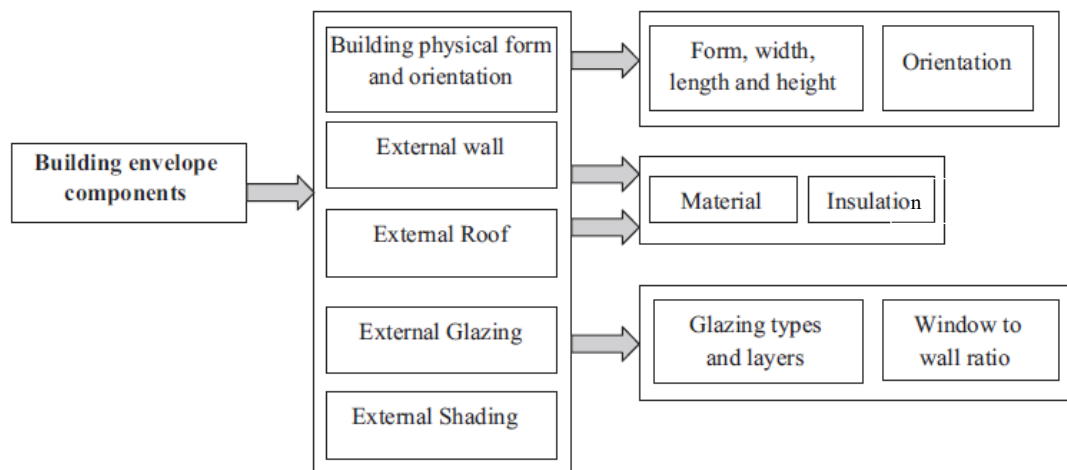 Building envelope
components
Building physical form
and orientation
External wall
External Roof
External Glazing
External Shading
Form, width,
length and height
Orientation
Material
Insulation
Glazing types
and layers
Window to
wall ratio